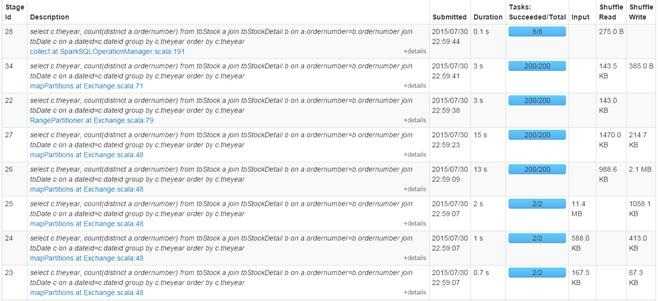 Stage Id Description Submitted Duration Tasks: Succeeded/Total Input Shuffle Read Shuffle Write
28 select c.theyear, count(distinct a.ordernumber) from tbStock a join tbStockDetail b on a.ordernumber=b.ordernumber join 2015/07/30 0.1 s 8/8 275.0 B
tbDate c on a.dateid=c.dateid group by c.theyear order by c.theyear 22:59:44
collect at SparkSQLOperationManager.scala:191 +details
34 select c.theyear, count(distinct a.ordernumber) from tbStock a join tbStockDetail b on a.ordernumber=b.ordernumber join 2015/07/30 3 s 200/200 143.5 385.0 B
tbDate c on a.dateid=c.dateid group by c.theyear order by c.theyear 22:59:41 KB
mapPartitions at Exchange.scala:71 +details
22 select c.theyear, count(distinct a.ordernumber) from tbStock a join tbStockDetail b on a.ordernumber=b.ordernumber join 2015/07/30 3 s 200/200 143.0
tbDate c on a.dateid=c.dateid group by c.theyear order by c.theyear 22:59:38 KB
RangePartitioner at Exchange.scala:79 +details
27 select c.theyear, count(distinct a.ordernumber) from tbStock a join tbStockDetail b on a.ordernumber=b.ordernumber join 2015/07/30 15 s 200/200 1470.0 214.7
tbDate c on a.dateid=c.dateid group by c.theyear order by c.theyear 22:59:23 KB KB
mapPartitions at Exchange.scala:48 +details
26 select c.theyear, count(distinct a.ordernumber) from tbStock a join tbStockDetail b on a.ordernumber=b.ordernumber join 2015/07/30 13 s 200/200 988.6 2.1 MB
tbDate c on a.dateid=c.dateid group by c.theyear order by c.theyear 22:59:09 KB
mapPartitions at Exchange.scala:48 +details
25 select c.theyear, count(distinct a.ordernumber) from tbStock a join tbStockDetail b on a.ordernumber=b.ordernumber join 2015/07/30 2 s 2/2 11.4 1058.1
tbDate c on a.dateid=c.dateid group by c.theyear order by c.theyear 22:59:07 MB KB
mapPartitions at Exchange.scala:48 +details
24 select c.theyear, count(distinct a.ordernumber) from tbStock a join tbStockDetail b on a.ordernumber=b.ordernumber join 2015/07/30 1 s 2/2 588.0 413.0
tbDate c on a.dateid=c.dateid group by c.theyear order by c.theyear 22:59:07 KB KB
mapPartitions at Exchange.scala:48 +details
23 select c.theyear, count(distinct a.ordernumber) from tbStock a join tbStockDetail b on a.ordernumber=b.ordernumber join 2015/07/30 0.7 s 2/2 167.5 87.3
tbDate c on a.dateid=c.dateid group by c.theyear order by c.theyear 22:59:07 KB KB
mapPartitions at Exchange.scala:48 +details